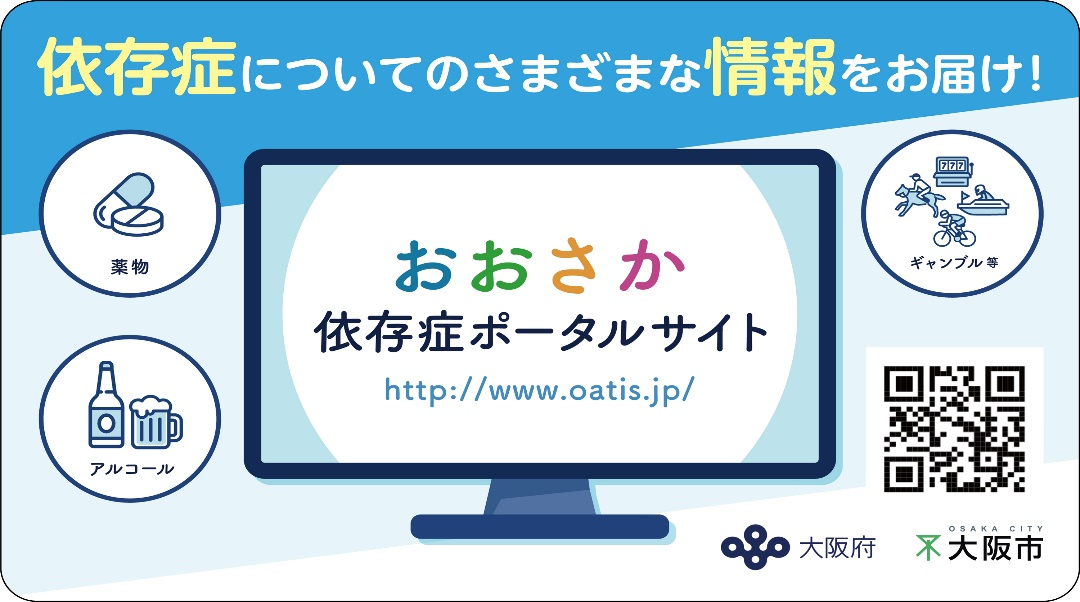 依存症についてのさまざまな情報をお届け!
薬物
777
ギャンブル等
おおさか
依存症ポータルサイト
http://www.oatis.jp/
アルコール
大阪府
OSAKA CITY
大阪市